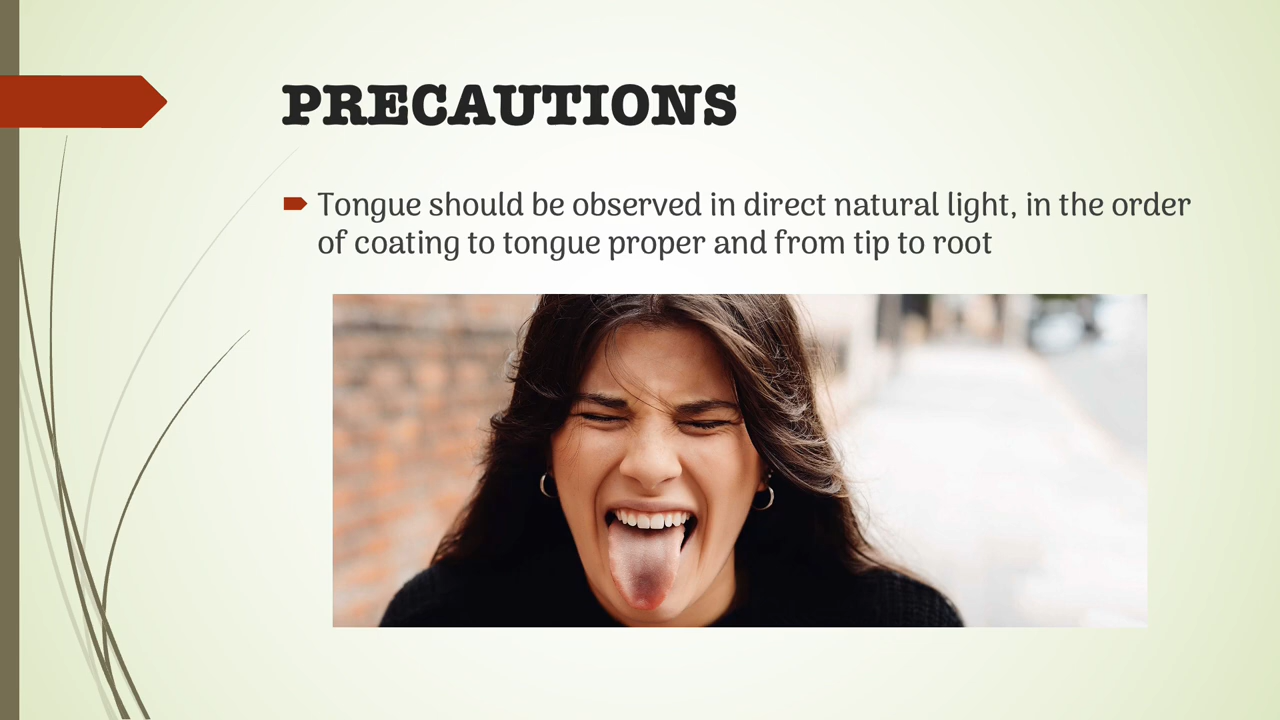 PRECAUTIONS
Tongue should be observed in direct natural light, in the order
of coating to tongue proper and from tip to root